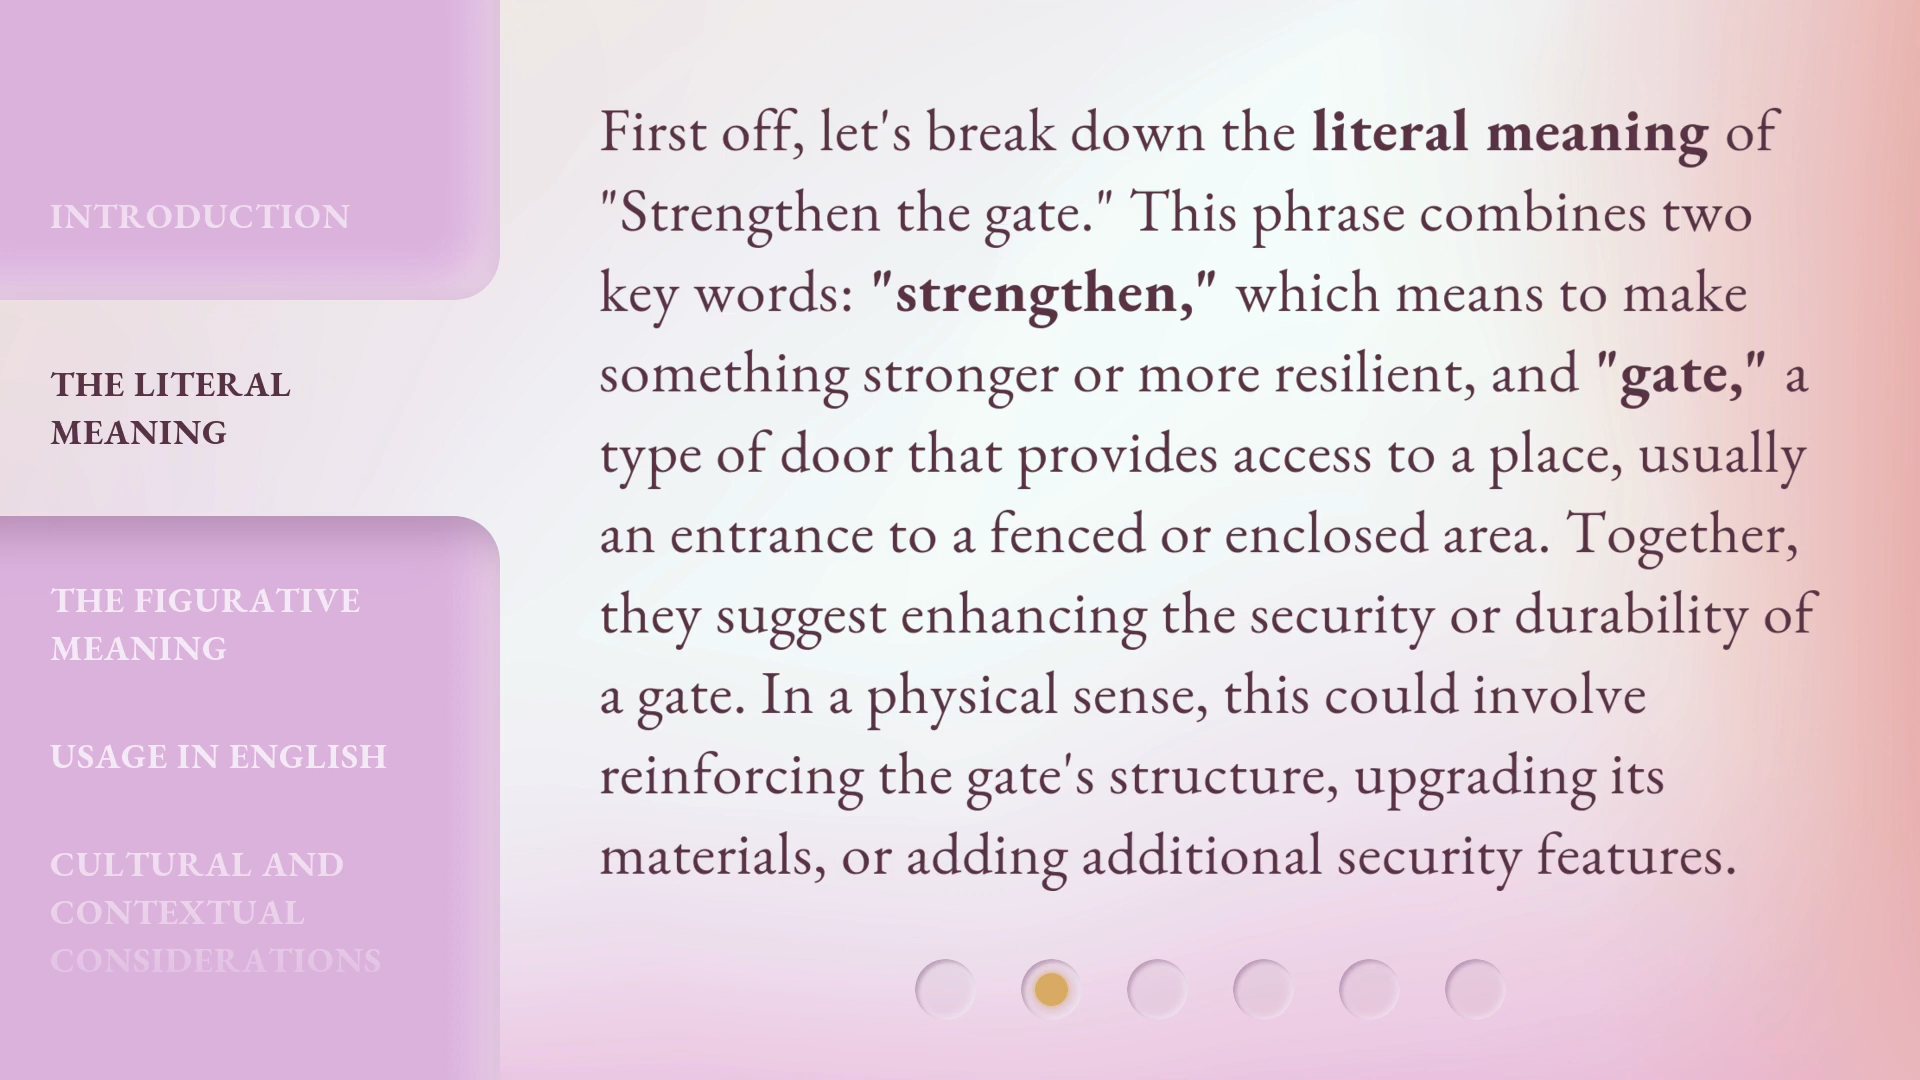 INTRODUCTION
THE LITERAL
MEANING
THE FIGURATIVE
MEANING
USAGE IN ENGLISH
CULTURAL AND
CONTEXTUAL
CONSIDERATIONS
First off, let's break down the literal meaning of
"Strengthen the gate." This phrase combines two
key words: "strengthen," which means to make
something stronger or more resilient, and "gate," a
type of door that provides access to a place, usually
an entrance to a fenced or enclosed area. Together,
they suggest enhancing the security or durability of
a gate. In a physical sense, this could involve
reinforcing the gate's structure, upgrading its
materials, or adding additional security features.